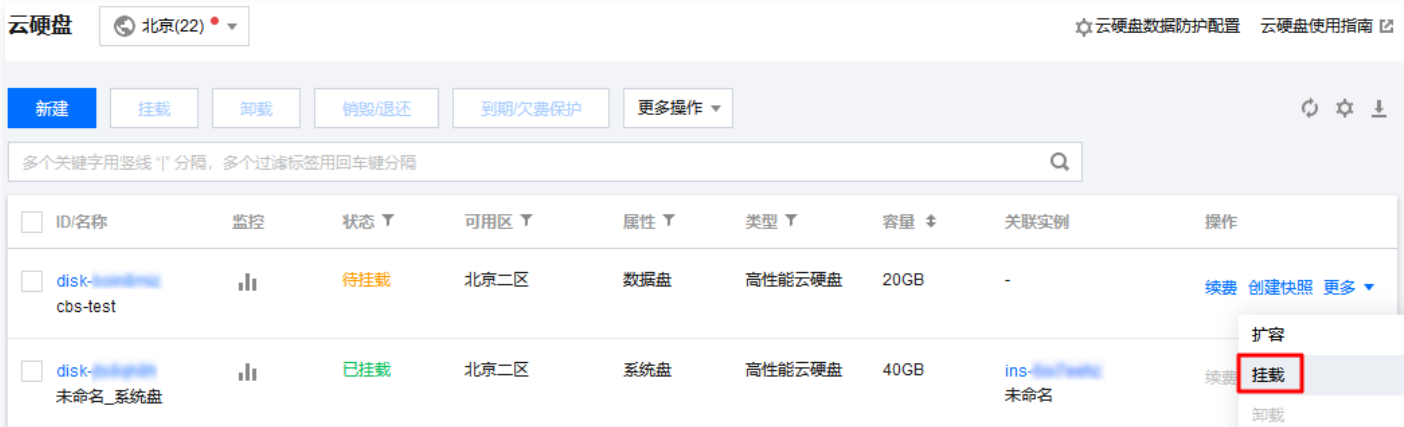 云硬盘 北京(22) 云硬盘数据防护配置 云硬盘使用指南
新建 挂载 卸载 销毁/退还 到期/欠费保护 更多操作
多个关键字用竖线 "|" 分隔，多个过滤标签用回车键分隔
ID/名称 监控 状态 可用区 属性 类型 容量 关联实例 操作
disk- 待挂载 北京二区 数据盘 高性能云硬盘 20GB - 续费 创建快照 更多
cbs-test
扩容
disk- 已挂载 北京二区 系统盘 高性能云硬盘 40GB ins- 续费 挂载
未命名_系统盘 未命名
卸载